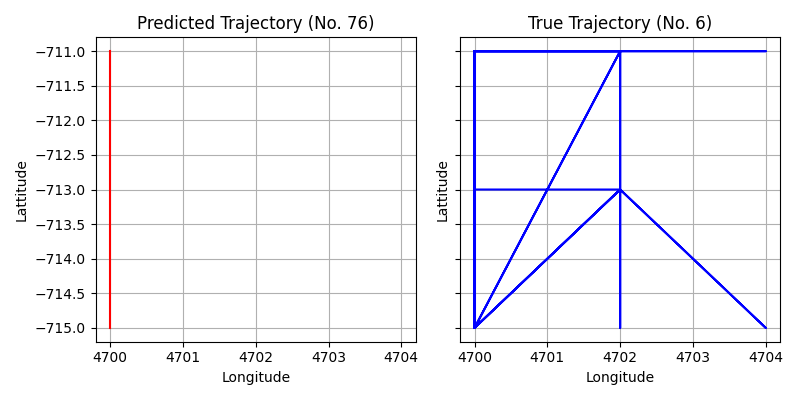 Predicted Trajectory (No. 76)
−711.0
−711.5
−712.0
−712.5
−713.0
−713.5
−714.0
−714.5
−715.0
Lattitude
4700 4701 4702 4703 4704
Longitude
True Trajectory (No. 6)
Lattitude
4700 4701 4702 4703 4704
Longitude